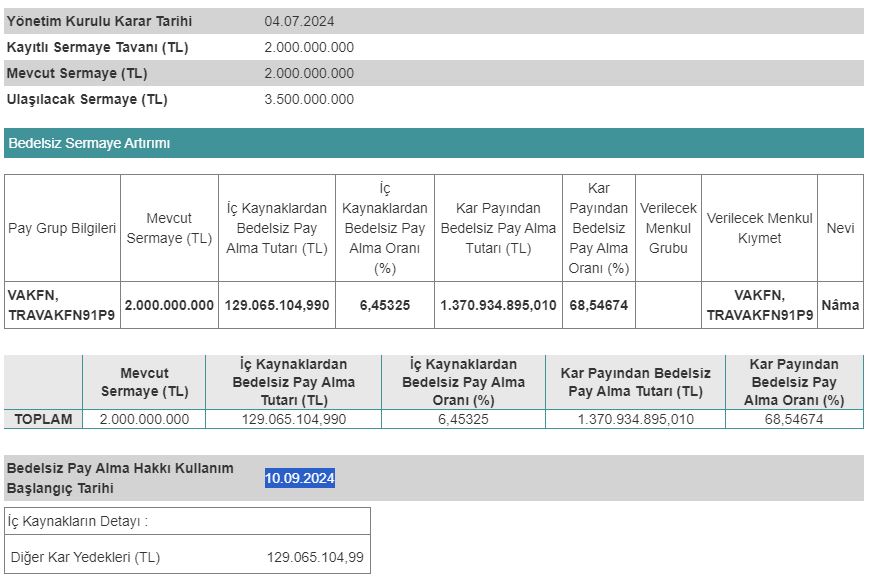 Yönetim Kurulu Karar Tarihi 04.07.2024
Kayıtlı Sermaye Tavanı (TL) 2.000.000.000
Mevcut Sermaye (TL) 2.000.000.000
Ulaşılacak Sermaye (TL) 3.500.000.000
Bedelsiz Sermaye Artırımı
Pay Grup Bilgileri
Mevcut
Sermaye (TL)
İç Kaynaklardan
Bedelsiz Pay
Alma Tutarı (TL)
İç
Kaynaklardan
Bedelsiz Pay
Alma Oranı
(%)
Kar Payından
Bedelsiz Pay Alma
Tutarı (TL)
Kar
Payından
Bedelsiz
Pay Alma
Oranı (%)
Verilecek
Menkul
Grubu
Verilecek Menkul
Kıymet
Nevi
VAKFN,
TRAVAKFN91P9
2.000.000.000
129.065.104,990
6,45325
1.370.934.895,010
68,54674
VAKFN,
TRAVAKFN91P9
Nâma
Mevcut
Sermaye (TL)
İç Kaynaklardan
Bedelsiz Pay Alma
Tutarı (TL)
İç Kaynaklardan
Bedelsiz Pay Alma
Oranı (%)
Kar Payından Bedelsiz
Pay Alma Tutarı (TL)
Kar Payından
Bedelsiz Pay
Alma Oranı (%)
TOPLAM 2.000.000.000 129.065.104,990 6,45325 1.370.934.895,010 68,54674
Bedelsiz Pay Alma Hakkı Kullanım
Başlangıç Tarihi
10.09.2024
İç Kaynakların Detayı :
Diğer Kar Yedekleri (TL) 129.065.104,99